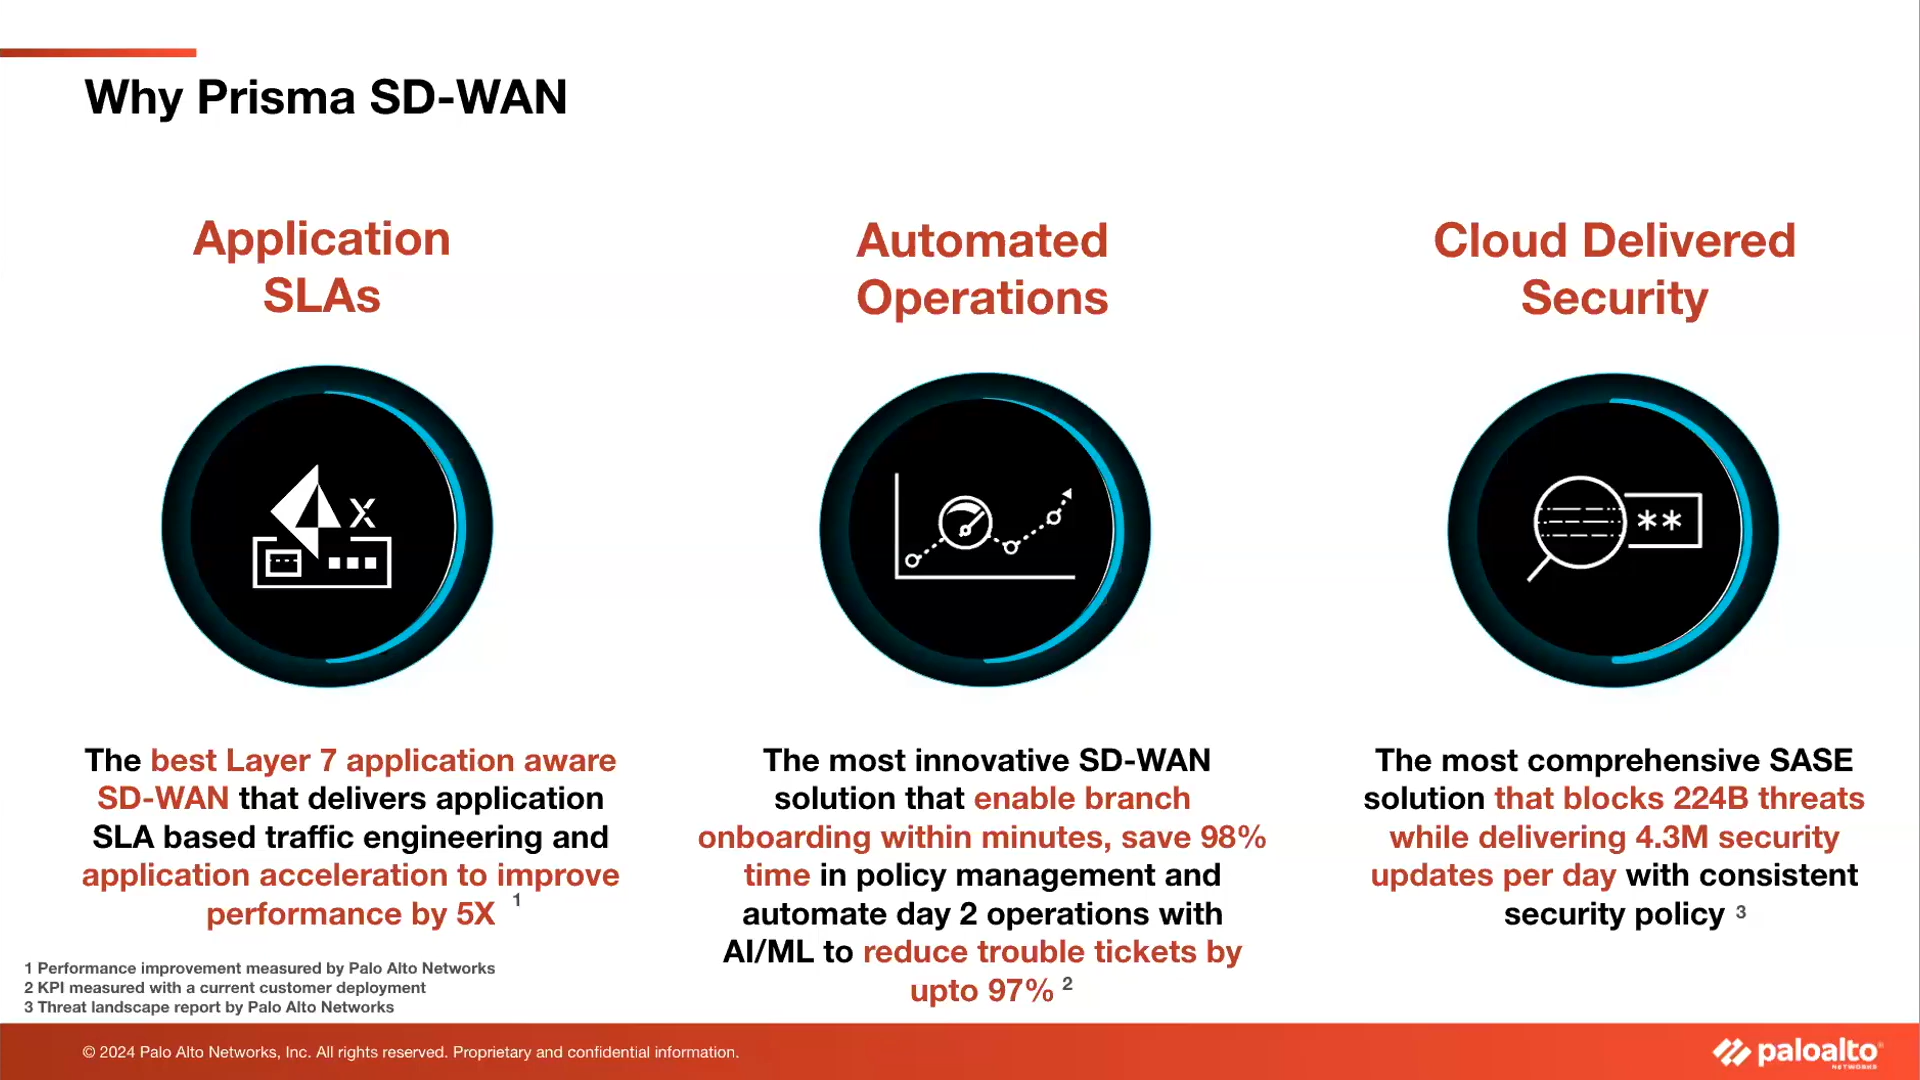 Why Prisma SD-WAN
Application
SLAs
Automated
Operations
Cloud Delivered
Security
X
**
The best Layer 7 application aware
SD-WAN that delivers application
SLA based traffic engineering and
application acceleration to improve
performance by 5X 1
The most innovative SD-WAN
solution that enable branch
onboarding within minutes, save 98%
time in policy management and
automate day 2 operations with
AI/ML to reduce trouble tickets by
upto 97% 2
The most comprehensive SASE
solution that blocks 224B threats
while delivering 4.3M security
updates per day with consistent
security policy 3
1 Performance improvement measured by Palo Alto Networks
2 KPI measured with a current customer deployment
3 Threat landscape report by Palo Alto Networks
© 2024 Palo Alto Networks, Inc. All rights reserved. Proprietary and confidential information.
paloalto®
NETWORKS